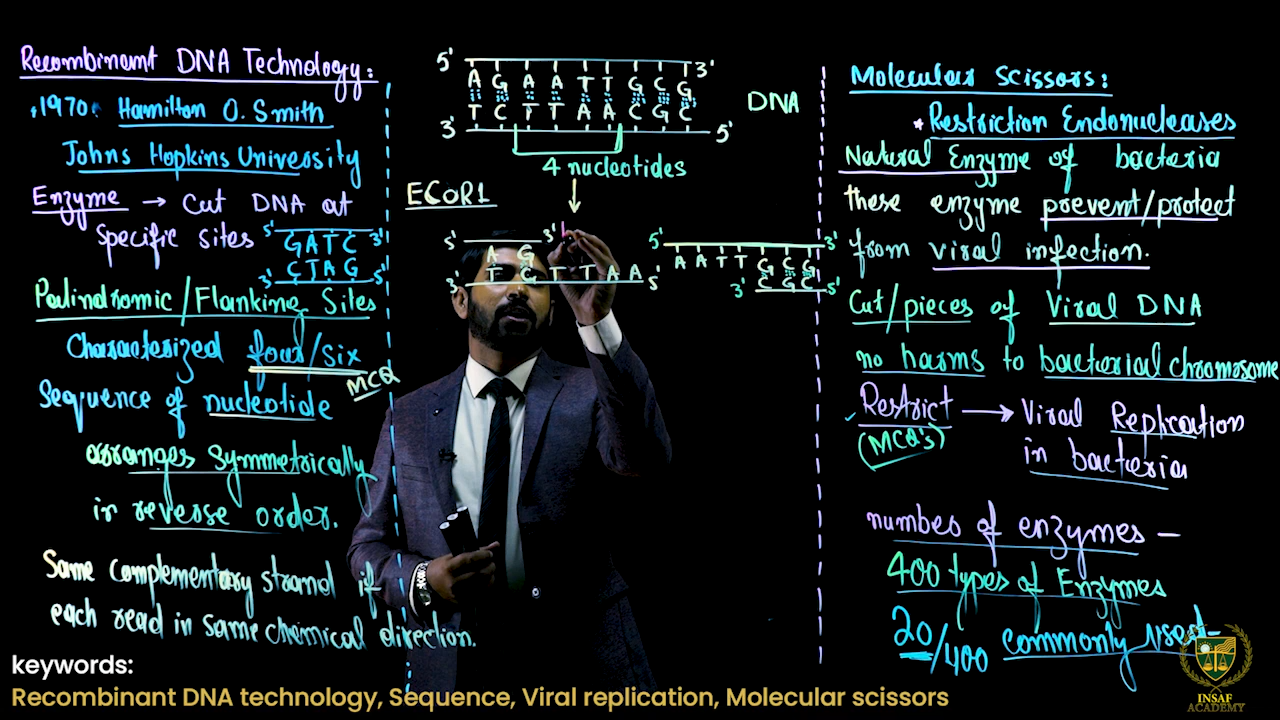 Recombinant DNA Technology:
1970: Hamilton O. Smith
Johns Hopkins University
Enzyme → Cut DNA at
specific sites
5' 3'
GATC
CTAG
3' 5'
Palindromic/Flanking Sites
Characterized four/six
MCQ
Sequence of nucleotide
arranges symmetrically
in reverse order.
Same complementary strand if
each read in same chemical direction.
5' 3'
A G A A T T G C G
T C T T A A C G C
3' 5'
DNA
4 nucleotides
ECOR1
5' 3'
A G
T C T T A A
3' 5'
5' 3'
A A T T G C G
C G C
3' 5'
Molecular Scissors:
* Restriction Endonucleases
Natural Enzyme of bacteria
these enzyme prevent/protect
from viral infection.
Cut/pieces of Viral DNA
no harms to bacterial chromosome
Restrict → Viral Replication
(MCQ's)
in bacteria
number of enzymes -
400 types of Enzymes
20/400 commonly used
keywords:
Recombinant DNA technology, Sequence, Viral replication, Molecular scissors
INSAF
ACADEMY